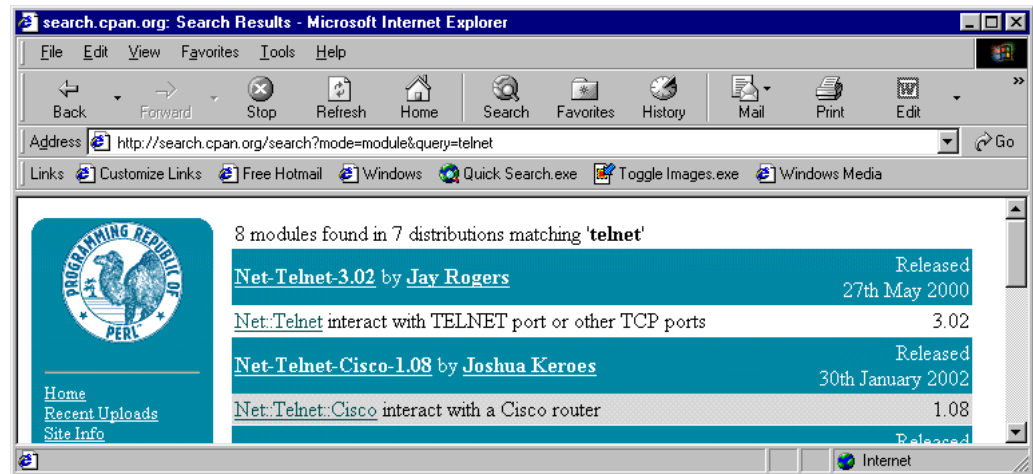 search.cpan.org: Search Results - Microsoft Internet Explorer
File Edit View Favorites Tools Help
Back Forward Stop Refresh Home Search Favorites History Mail Print Edit »
Address http://search.cpan.org/search?mode=module&query=telnet Go
Links Customize Links Free Hotmail Windows Quick Search.exe Toggle Images.exe Windows Media
PROGRAMMING REPUBLIC OF PERL
Home
Recent Uploads
Site Info
8 modules found in 7 distributions matching 'telnet'
Net-Telnet-3.02 by Jay Rogers Released 27th May 2000
Net::Telnet interact with TELNET port or other TCP ports 3.02
Net-Telnet-Cisco-1.08 by Joshua Keroes Released 30th January 2002
Net::Telnet::Cisco interact with a Cisco router 1.08
Released
Internet